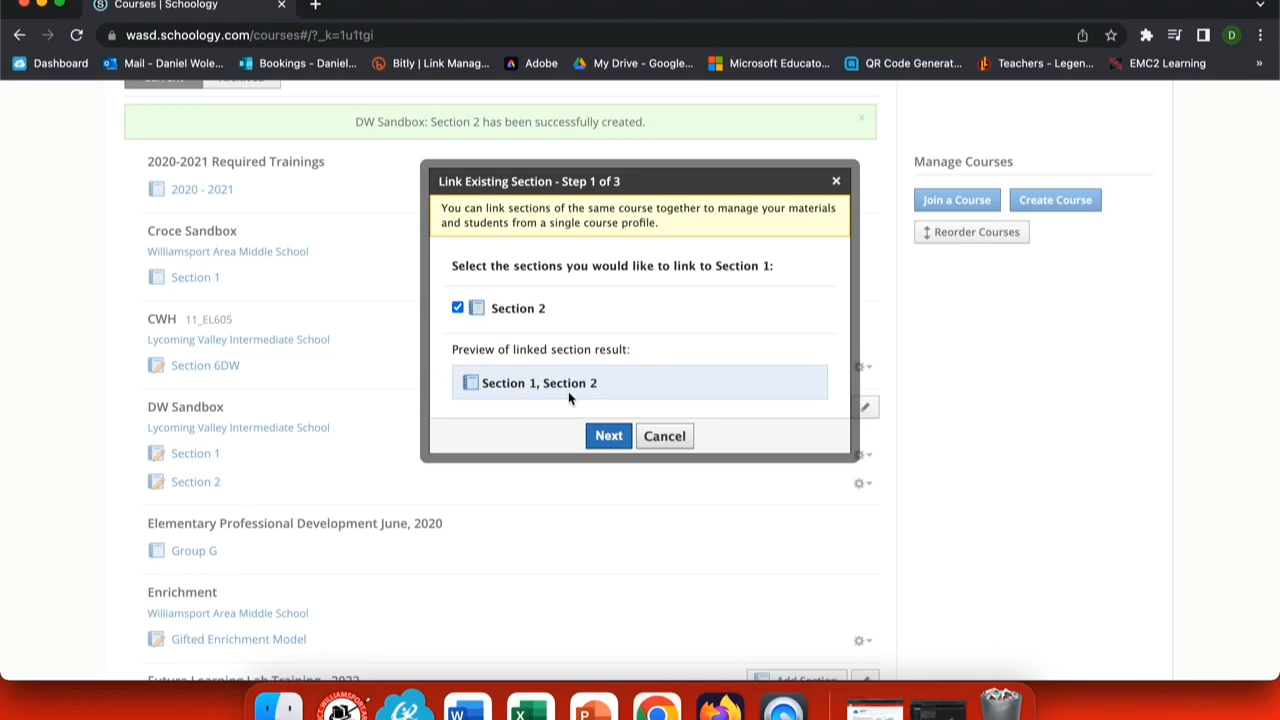 Courses | Schoology
wasd.schoology.com/courses#/?_k=1u1tgi
D
Dashboard
Mail - Daniel Wole...
Bookings - Daniel...
Bitly | Link Manag...
Adobe
My Drive - Google...
Microsoft Educato...
QR Code Generat...
Teachers - Legen...
EMC2 Learning
»
DW Sandbox: Section 2 has been successfully created.
x
2020-2021 Required Trainings
2020 - 2021
Croce Sandbox
Williamsport Area Middle School
Section 1
CWH 11_EL605
Lycoming Valley Intermediate School
Section 6DW
DW Sandbox
Lycoming Valley Intermediate School
Section 1
Section 2
Elementary Professional Development June, 2020
Group G
Enrichment
Williamsport Area Middle School
Gifted Enrichment Model
Future Learning Lab Training - 2022
Add Section
Link Existing Section - Step 1 of 3
You can link sections of the same course together to manage your materials
and students from a single course profile.
Select the sections you would like to link to Section 1:
Section 2
Preview of linked section result:
Section 1, Section 2
Next
Cancel
Manage Courses
Join a Course
Create Course
Reorder Courses
W
X
P